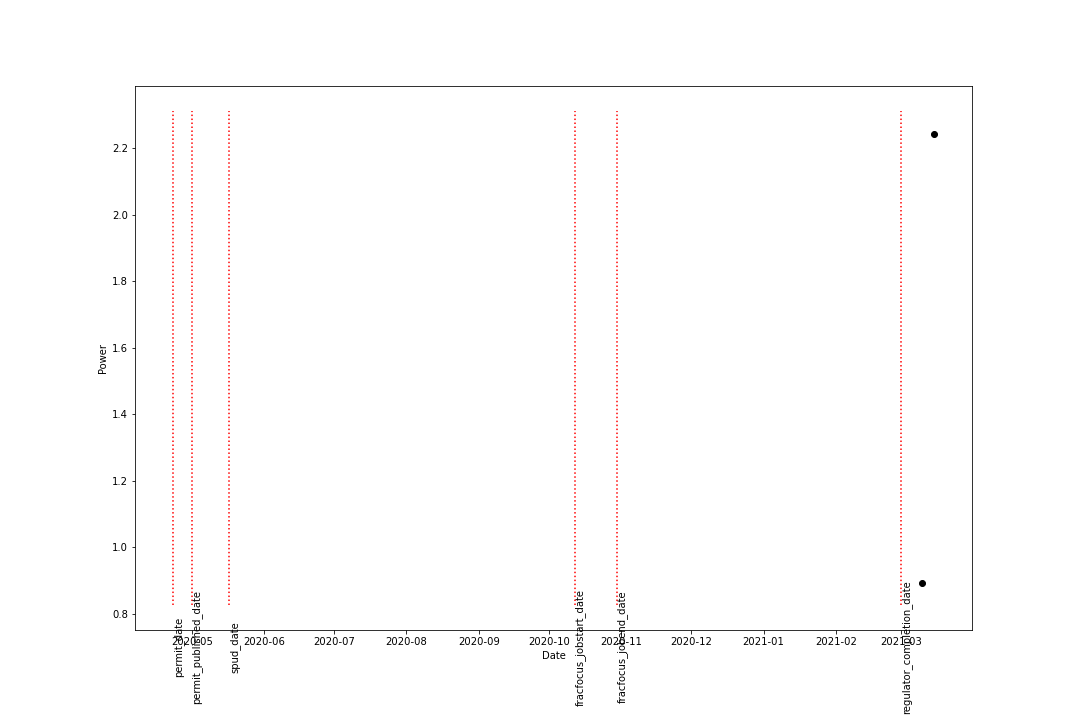 2.2
2.0
1.8
1.6
1.4
1.2
1.0
0.8
Power
2020-05
2020-06
2020-07
2020-08
2020-09
2020-10
2020-11
2020-12
2021-01
2021-02
2021-03
Date
permit_date
permit_published_date
spud_date
fracfocus_jobstart_date
fracfocus_jobend_date
regulator_completion_date